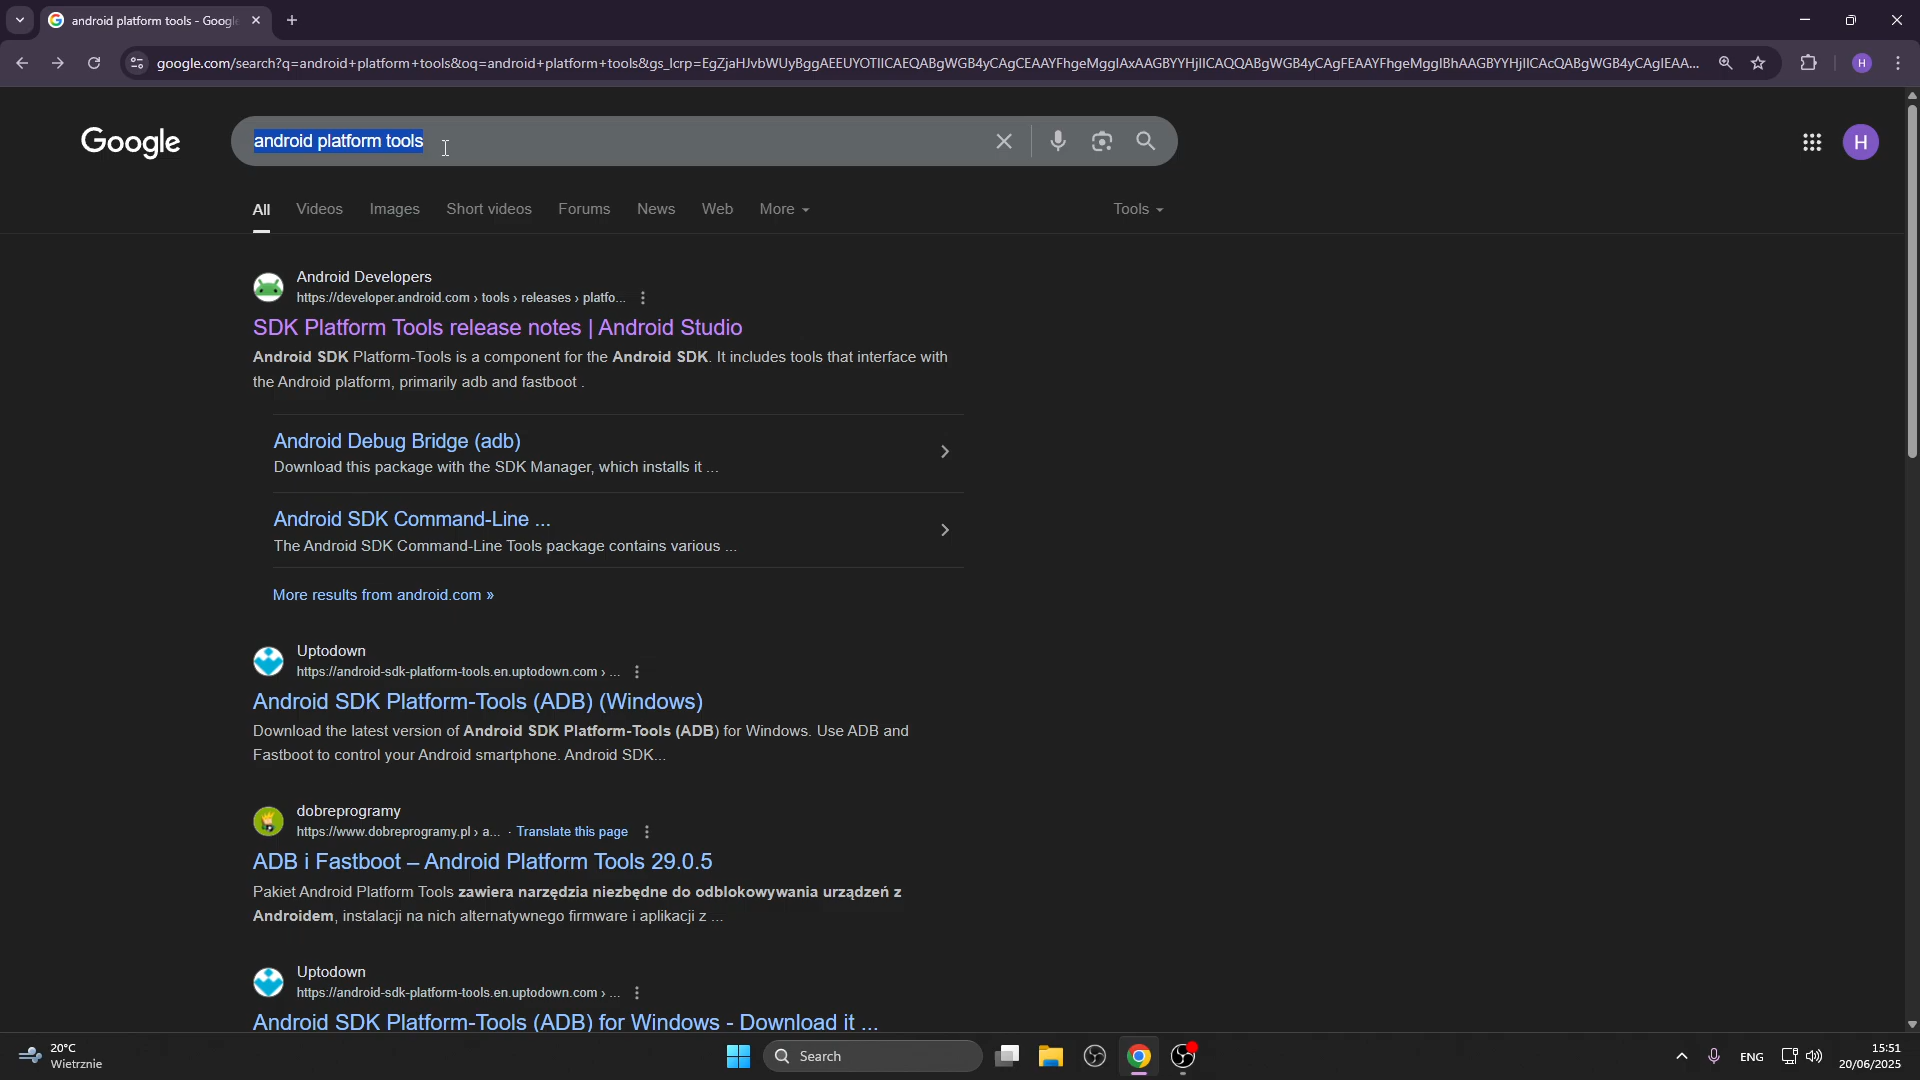 android platform tools - Googl
google.com/search?q=android+platform+tools&oq=android+platform+tools&gs_lcrp=EgZjaHJvbWUyBggAEEUYOTIICAEQABgWGB4yCAgCEAAYFhgeMggIAxAAGBYYHjIICAQQABgWGB4yCAgFEAAYFhgeMggIBhAAGBYYHjIICAcQABgWGB4yCAgIEAA...
H
Google
android platform tools
H
All
Videos
Images
Short videos
Forums
News
Web
More
Tools
Android Developers
https://developer.android.com › tools › releases › platfo...
SDK Platform Tools release notes | Android Studio
Android SDK Platform-Tools is a component for the Android SDK. It includes tools that interface with
the Android platform, primarily adb and fastboot .
Android Debug Bridge (adb)
Download this package with the SDK Manager, which installs it ...
Android SDK Command-Line ...
The Android SDK Command-Line Tools package contains various ...
More results from android.com »
Uptodown
https://android-sdk-platform-tools.en.uptodown.com › ...
Android SDK Platform-Tools (ADB) (Windows)
Download the latest version of Android SDK Platform-Tools (ADB) for Windows. Use ADB and
Fastboot to control your Android smartphone. Android SDK...
dobreprogramy
https://www.dobreprogramy.pl › a... · Translate this page
ADB i Fastboot – Android Platform Tools 29.0.5
Pakiet Android Platform Tools zawiera narzędzia niezbędne do odblokowywania urządzeń z
Androidem, instalacji na nich alternatywnego firmware i aplikacji z ...
Uptodown
https://android-sdk-platform-tools.en.uptodown.com › ...
Android SDK Platform-Tools (ADB) for Windows - Download it ...
20°C
Wietrznie
Search
ENG
15:51
20/06/2025